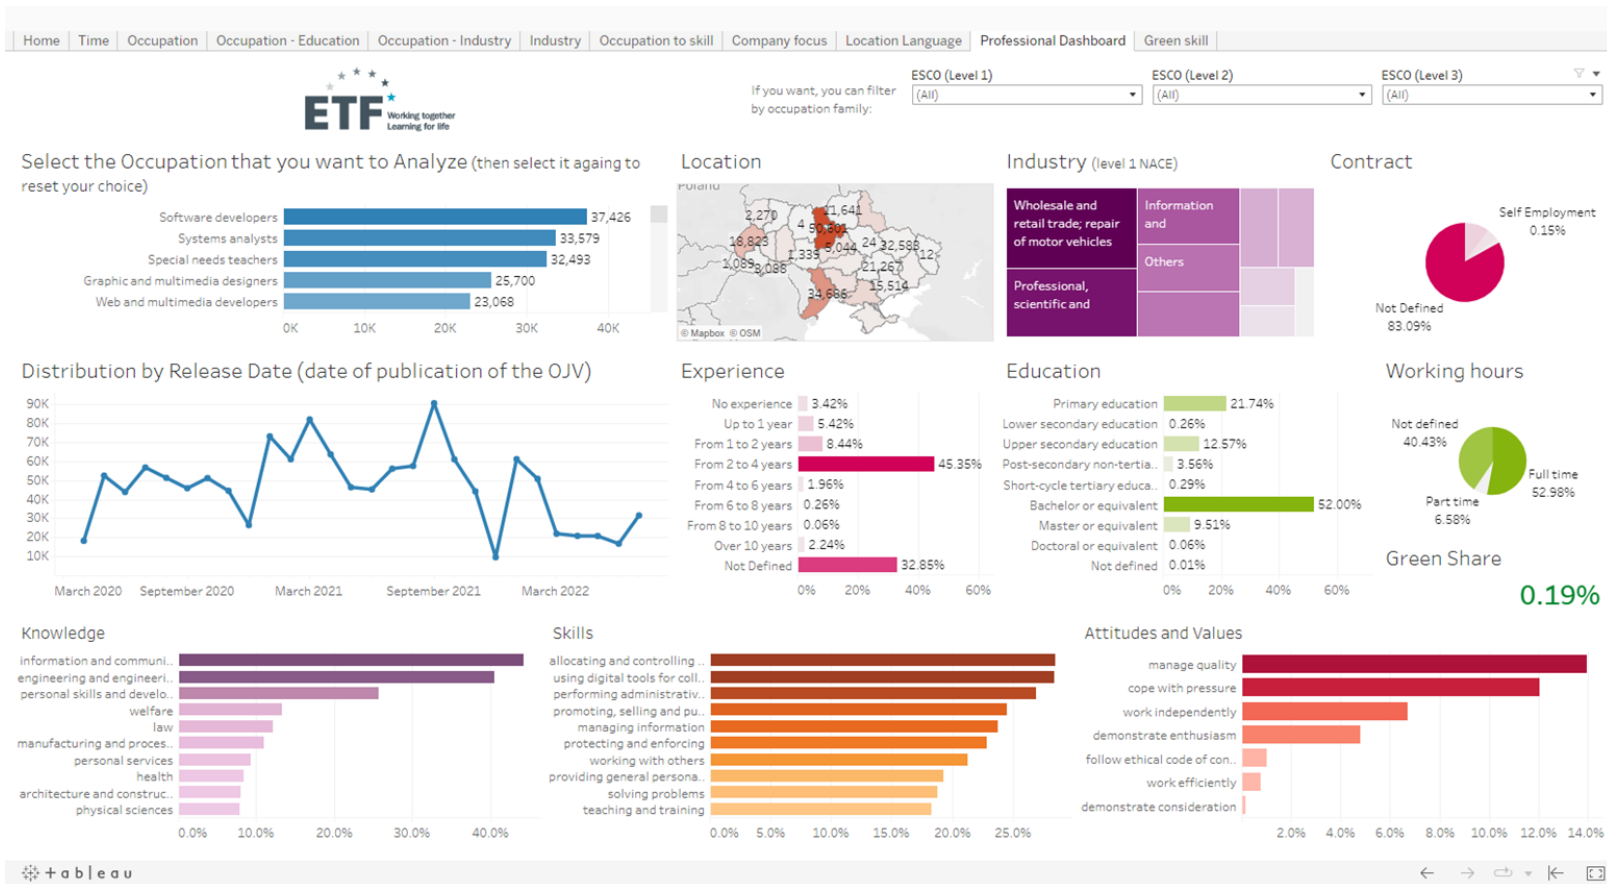 Home
Time
Occupation
Occupation - Education
Occupation - Industry
Industry
Occupation to skill
Company focus
Location Language
Professional Dashboard
Green skill
ETF Working together
Learning for life
If you want, you can filter
by occupation family:
ESCO (Level 1)
(All)
ESCO (Level 2)
(All)
ESCO (Level 3)
(All)
Select the Occupation that you want to Analyze (then select it againg to
reset your choice)
Software developers 37,426
Systems analysts 33,579
Special needs teachers 32,493
Graphic and multimedia designers 25,700
Web and multimedia developers 23,068
0K 10K 20K 30K 40K
Location
Poland
2,270
4
50,801
11,641
18,823
1,339
5,044
24
32,583
12
1,089
3,088
21,267
34,666
15,514
© Mapbox © OSM
Industry (level 1 NACE)
Wholesale and
retail trade; repair
of motor vehicles
Information
and
Others
Professional,
scientific and
Contract
Self Employment
0.15%
Not Defined
83.09%
Distribution by Release Date (date of publication of the OJV)
90K
80K
70K
60K
50K
40K
30K
20K
10K
March 2020 September 2020 March 2021 September 2021 March 2022
Experience
No experience 3.42%
Up to 1 year 5.42%
From 1 to 2 years 8.44%
From 2 to 4 years 45.35%
From 4 to 6 years 1.96%
From 6 to 8 years 0.26%
From 8 to 10 years 0.06%
Over 10 years 2.24%
Not Defined 32.85%
0% 20% 40% 60%
Education
Primary education 21.74%
Lower secondary education 0.26%
Upper secondary education 12.57%
Post-secondary non-tertia.. 3.56%
Short-cycle tertiary educa.. 0.29%
Bachelor or equivalent 52.00%
Master or equivalent 9.51%
Doctoral or equivalent 0.06%
Not defined 0.01%
0% 20% 40% 60%
Working hours
Not defined
40.43%
Full time
52.98%
Part time
6.58%
Green Share
0.19%
Knowledge
information and communi..
engineering and engineeri..
personal skills and develo..
welfare
law
manufacturing and proces..
personal services
health
architecture and construc..
physical sciences
0.0% 10.0% 20.0% 30.0% 40.0%
Skills
allocating and controlling ..
using digital tools for coll..
performing administrativ..
promoting, selling and pu..
managing information
protecting and enforcing
working with others
providing general persona..
solving problems
teaching and training
0.0% 5.0% 10.0% 15.0% 20.0% 25.0%
Attitudes and Values
manage quality
cope with pressure
work independently
demonstrate enthusiasm
follow ethical code of con..
work efficiently
demonstrate consideration
2.0% 4.0% 6.0% 8.0% 10.0% 12.0% 14.0%
+ableau